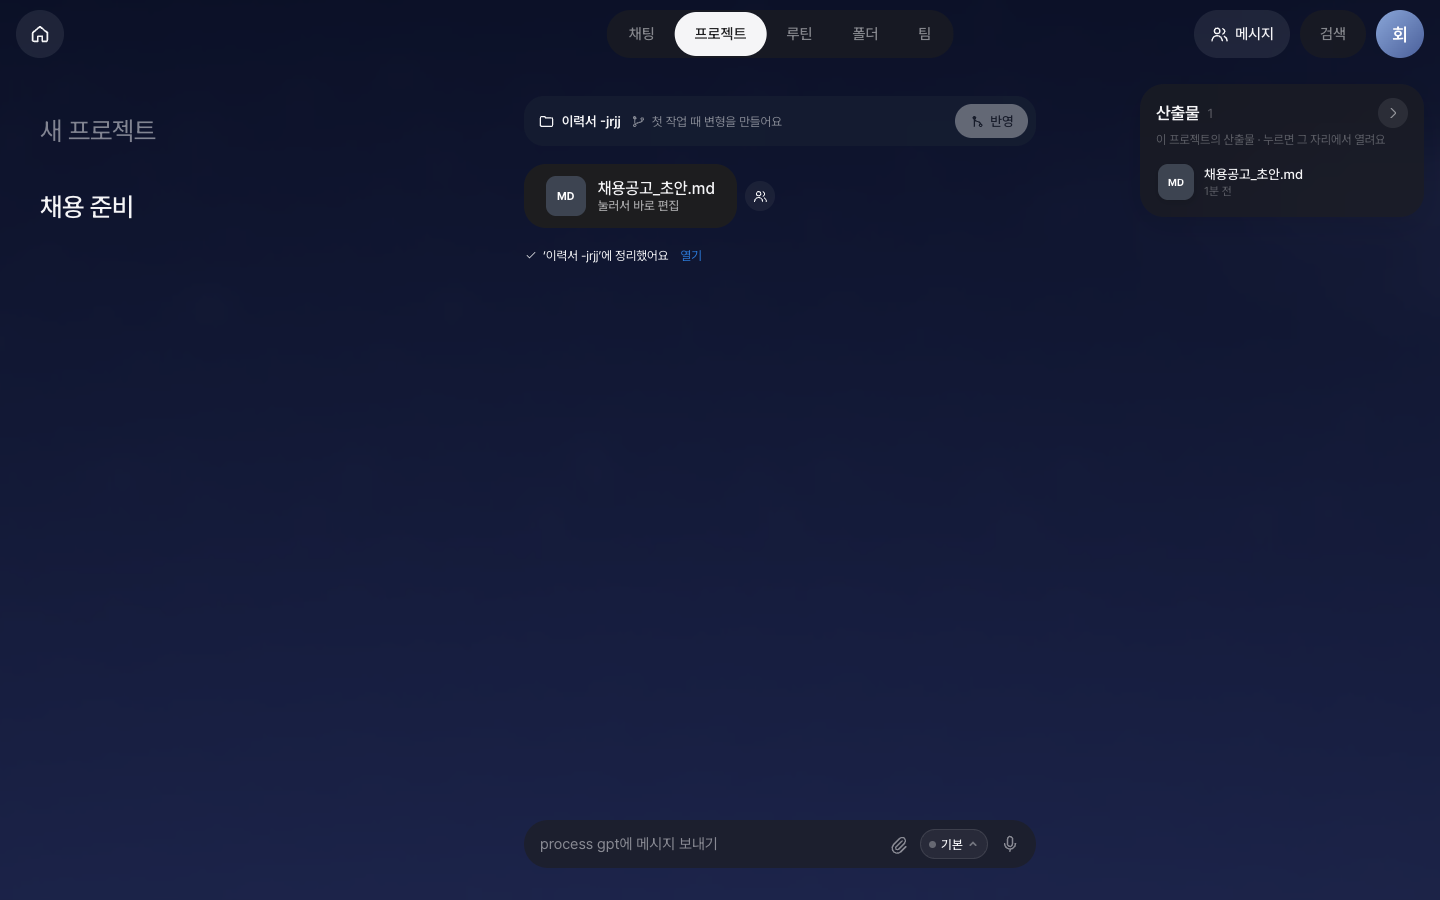 채팅
프로젝트
루틴
폴더
팀
메시지
검색
회
새 프로젝트
채용 준비
이력서 -jrjj
첫 작업 때 변형을 만들어요
반영
MD
채용공고_초안.md
눌러서 바로 편집
'이력서 -jrjj'에 정리했어요 열기
산출물 1
이 프로젝트의 산출물 · 누르면 그 자리에서 열려요
MD
채용공고_초안.md
1분 전
process gpt에 메시지 보내기
기본